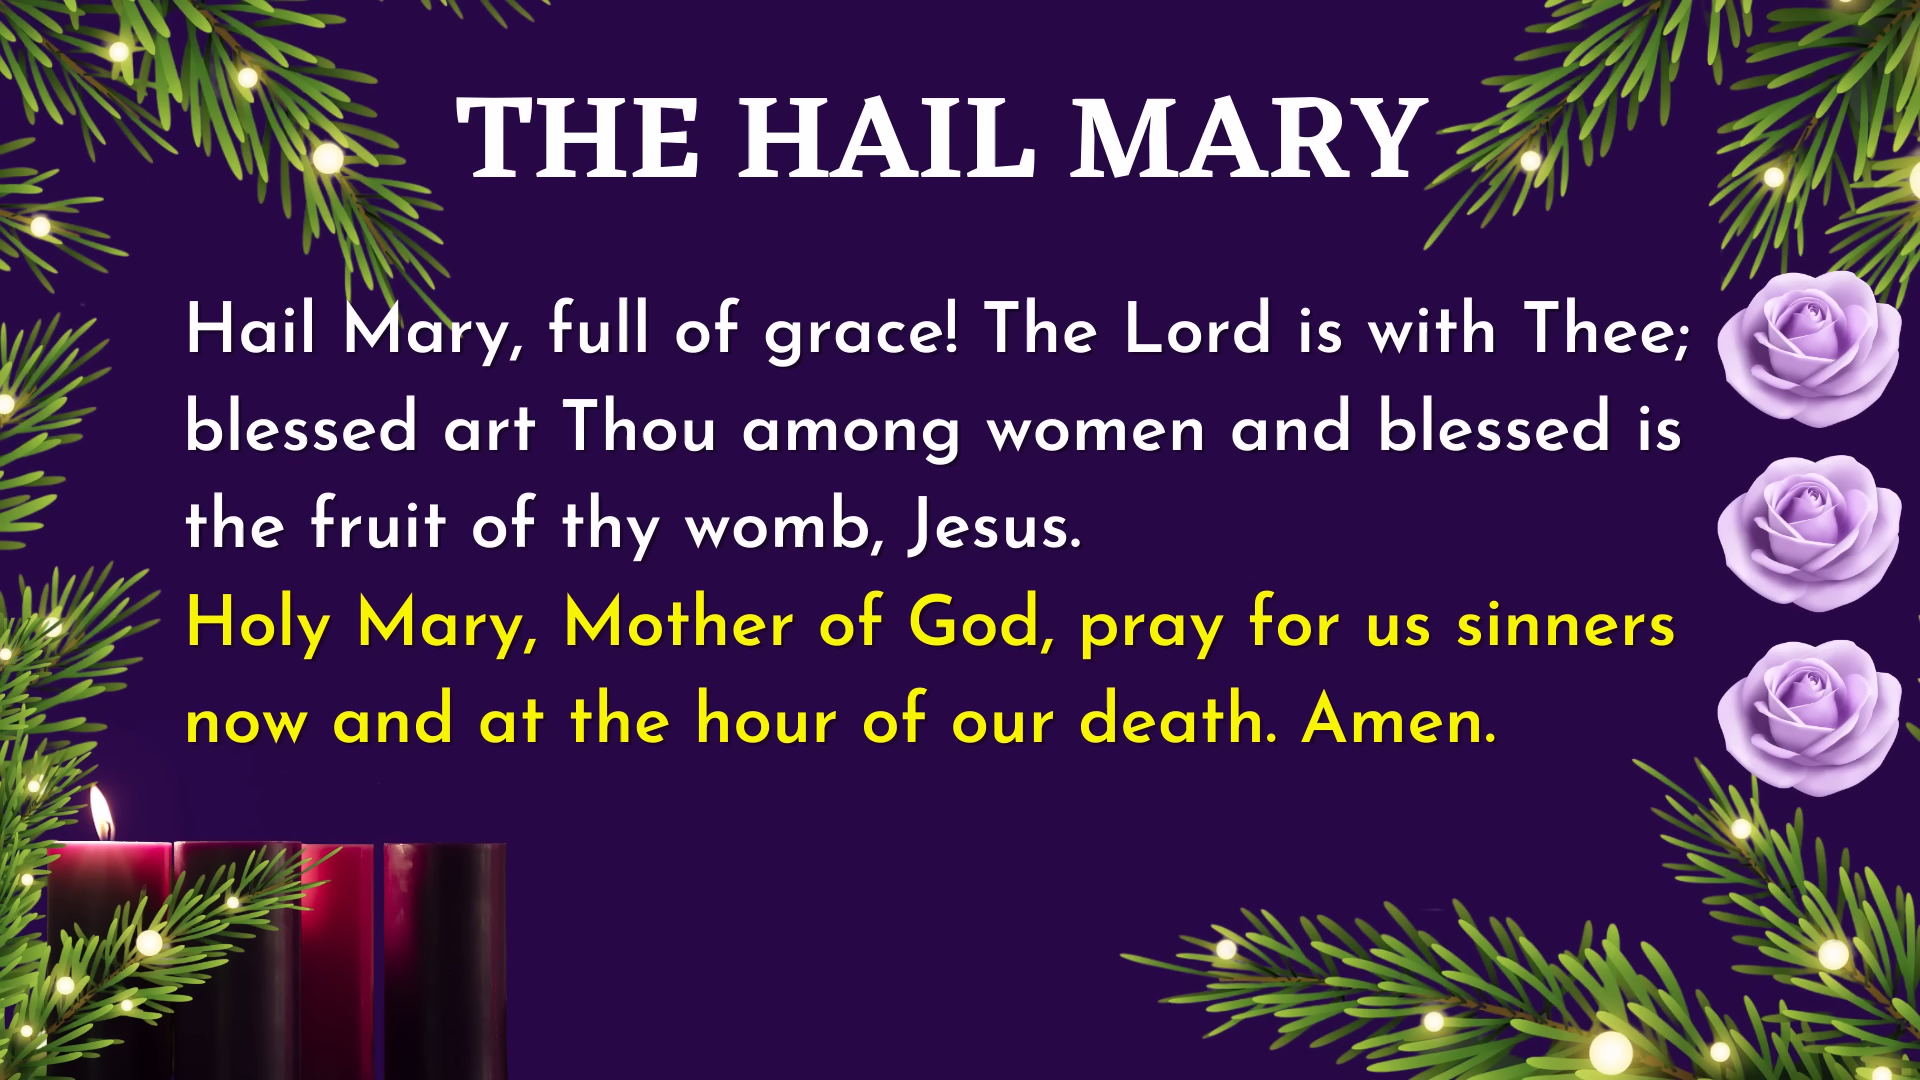 THE HAIL MARY
Hail Mary, full of grace! The Lord is with Thee;
blessed art Thou among women and blessed is
the fruit of thy womb, Jesus.
Holy Mary, Mother of God, pray for us sinners
now and at the hour of our death. Amen.